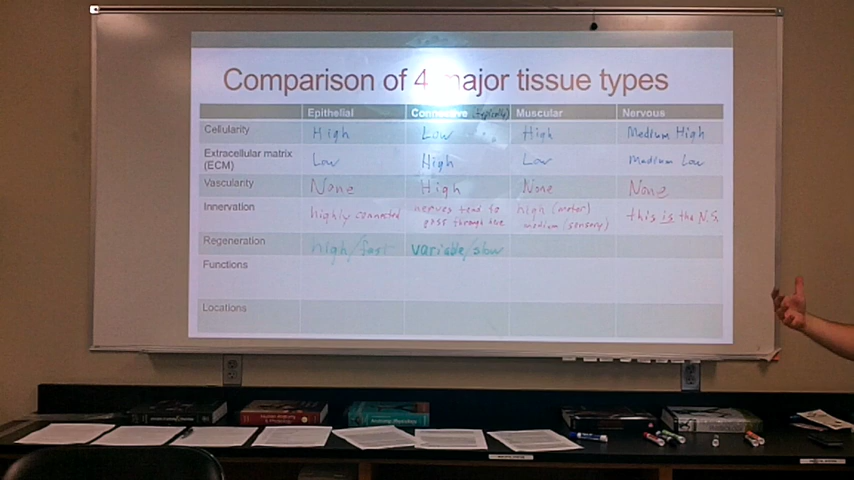 Comparison of 4 major tissue types
Epithelial Connective (typically) Muscular Nervous
Cellularity High Low High Medium High
Extracellular matrix
(ECM) Low High Low Medium Low
Vascularity None High None None
Innervation highly connected nerves tend to high (motor) this is the N.S.
pass through here medium (sensory)
Regeneration high/fast variable/slow
Functions
Locations